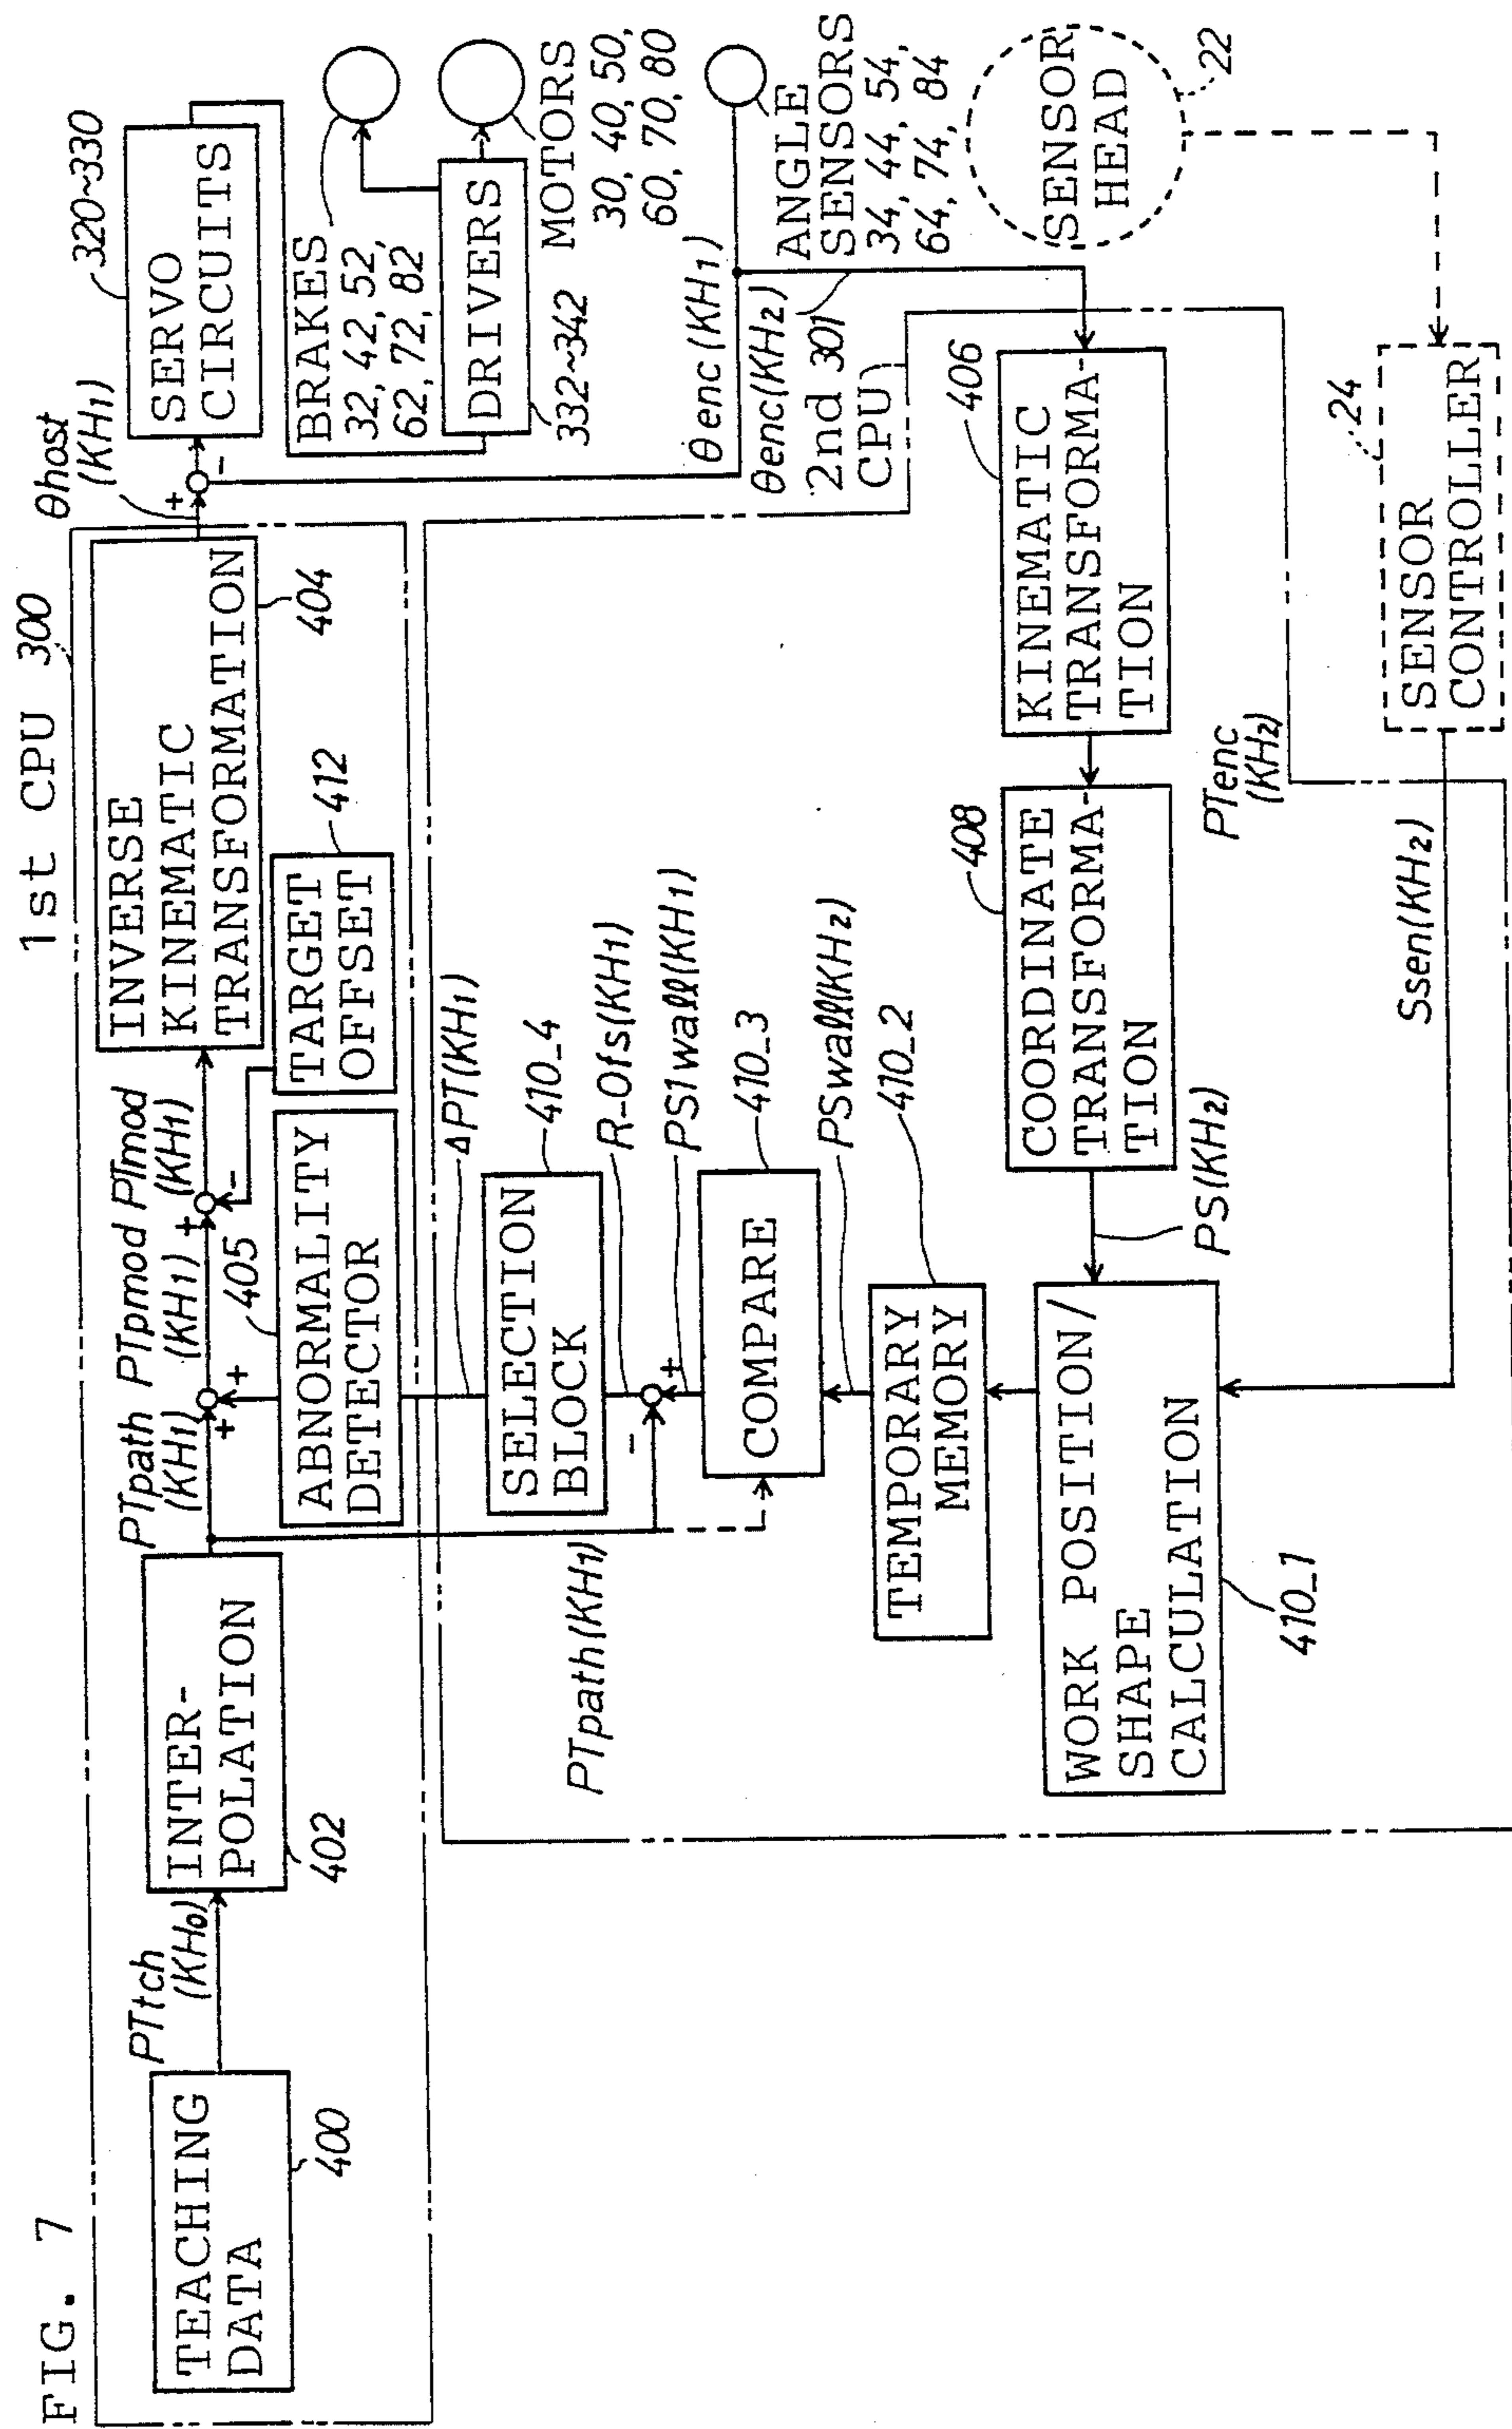 FIG. 7
1st CPU 300
TEACHING
DATA
400
PTtch
(KH0)
INTER-
POLATION
402
PTpath
(KH1)
+
+
PTpmod
(KH1)
+
-
PTmod
(KH1)
INVERSE
KINEMATIC
TRANSFORMATION
404
θhost
(KH1)
+
-
SERVO
CIRCUITS
320~330
405
ABNORMALITY
DETECTOR
TARGET
OFFSET
412
BRAKES
32, 42, 52,
62, 72, 82
DRIVERS
332~342
MOTORS
30, 40, 50,
60, 70, 80
ΔPT(KH1)
SELECTION
BLOCK
410_4
R-Ofs(KH1)
PTpath(KH1)
-
+
PS1wall(KH1)
COMPARE
410_3
PSwall(KH2)
TEMPORARY
MEMORY
410_2
θenc(KH1)
θenc(KH2)
2nd 301
CPU
ANGLE
SENSORS
34, 44, 54,
64, 74, 84
SENSOR
HEAD
22
WORK POSITION/
SHAPE
CALCULATION
410_1
PS(KH2)
COORDINATE
TRANSFORMA-
TION
408
PTenc
(KH2)
KINEMATIC
TRANSFORMA-
TION
406
Ssen(KH2)
SENSOR
CONTROLLER
24